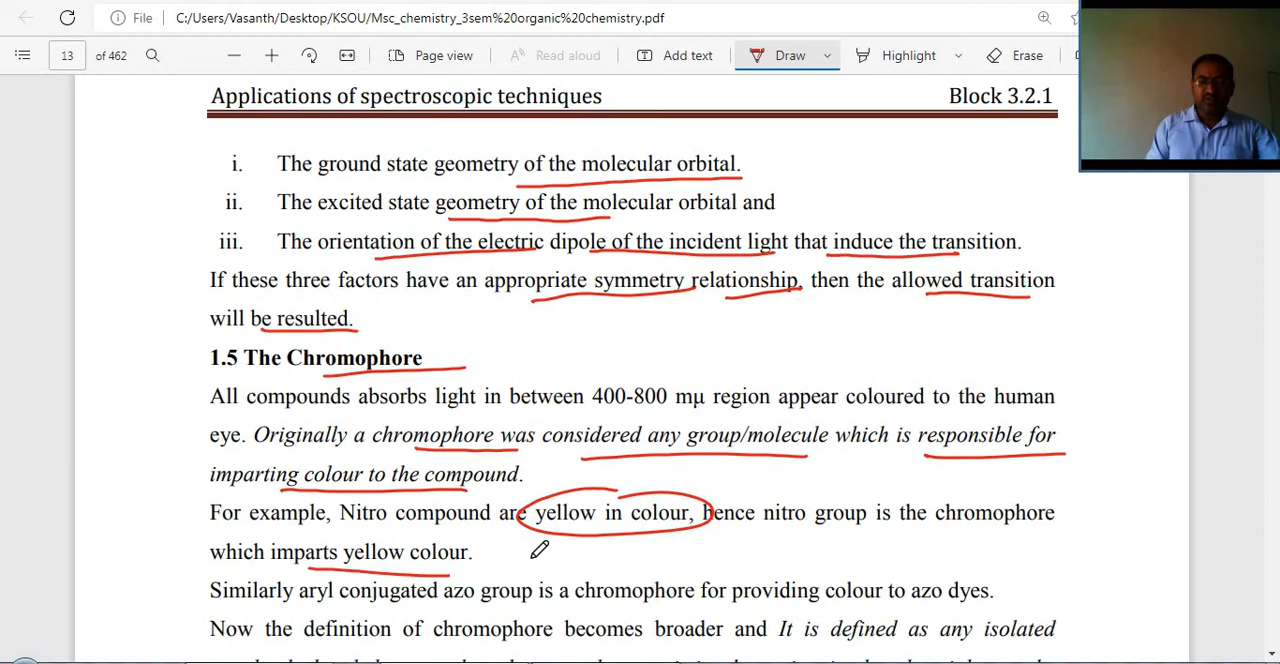 File C:/Users/Vasanth/Desktop/KSOU/Msc_chemistry_3sem%20organic%20chemistry.pdf
13 of 462 Page view Read aloud Add text Draw Highlight Erase
Applications of spectroscopic techniques Block 3.2.1
i. The ground state geometry of the molecular orbital.
ii. The excited state geometry of the molecular orbital and
iii. The orientation of the electric dipole of the incident light that induce the transition.
If these three factors have an appropriate symmetry relationship, then the allowed transition
will be resulted.
1.5 The Chromophore
All compounds absorbs light in between 400-800 mμ region appear coloured to the human
eye. Originally a chromophore was considered any group/molecule which is responsible for
imparting colour to the compound.
For example, Nitro compound are yellow in colour, hence nitro group is the chromophore
which imparts yellow colour.
Similarly aryl conjugated azo group is a chromophore for providing colour to azo dyes.
Now the definition of chromophore becomes broader and It is defined as any isolated